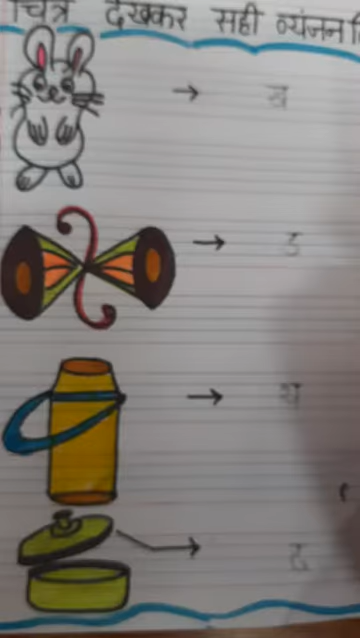 चित्र देखकर सही व्यंजन
ख
ड
थ
ढ